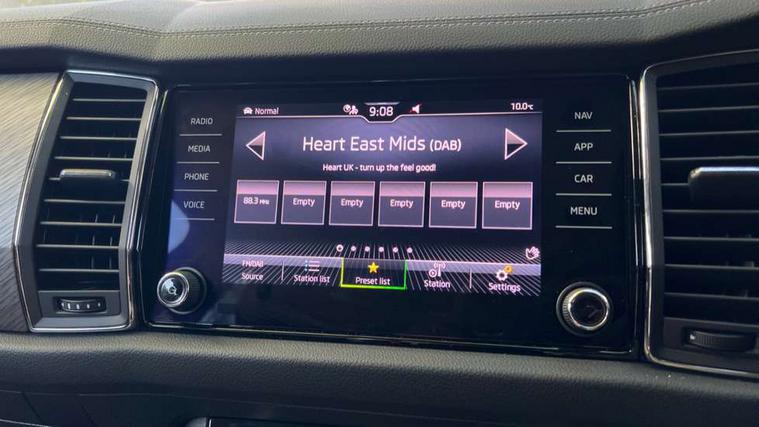 Normal
9:08
10.0°C
RADIO
MEDIA
PHONE
VOICE
Heart East Mids (DAB)
Heart UK - turn up the feel good!
88.3 MHz
Empty
Empty
Empty
Empty
Empty
FM/DAB
Source
Station list
Preset list
Station
Settings
NAV
APP
CAR
MENU